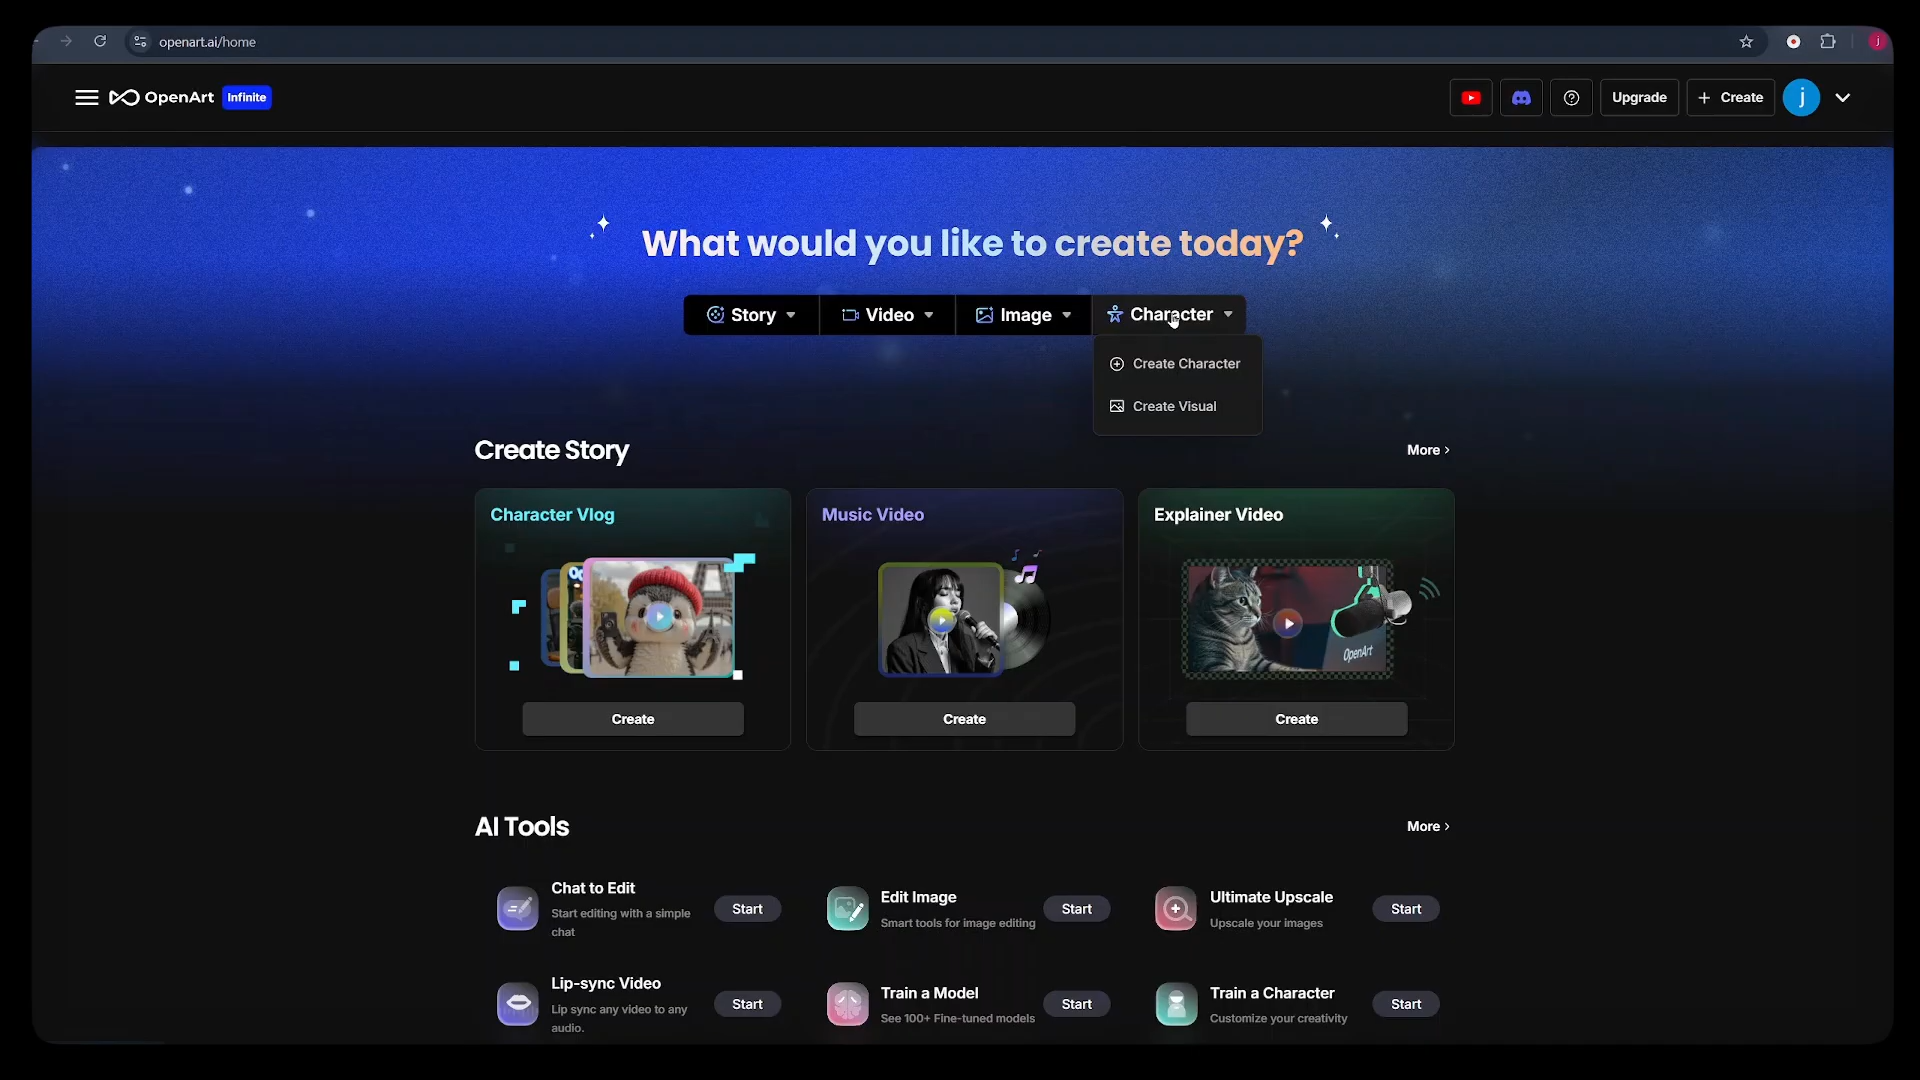 openart.ai/home
j
OpenArt Infinite
Upgrade
+ Create
j
What would you like to create today?
Story
Video
Image
Character
Create Character
Create Visual
Create Story
More >
Character Vlog
Music Video
Explainer Video
OpenArt
Create
Create
Create
AI Tools
More >
Chat to Edit
Start editing with a simple
chat
Start
Edit Image
Smart tools for image editing
Start
Ultimate Upscale
Upscale your images
Start
Lip-sync Video
Lip sync any video to any
audio.
Start
Train a Model
See 100+ Fine-tuned models
Start
Train a Character
Customize your creativity
Start